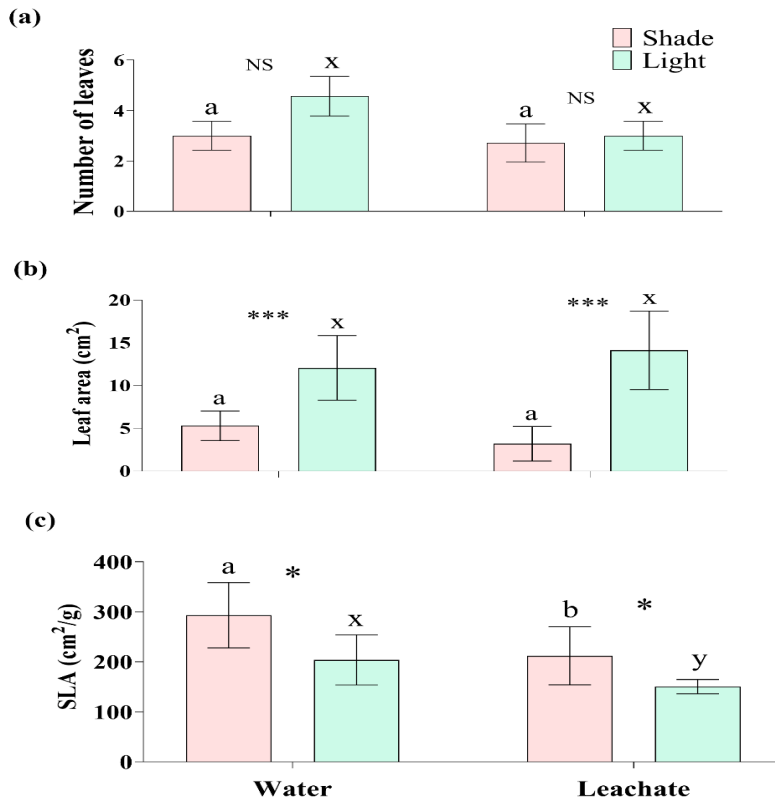 (a)
Shade
Light
Number of leaves
6
4
2
0
a
NS
x
a
NS
x
(b)
Leaf area (cm²)
20
15
10
5
0
a
***
x
a
***
x
(c)
SLA (cm²/g)
400
300
200
100
0
a
*
x
b
*
y
Water
Leachate